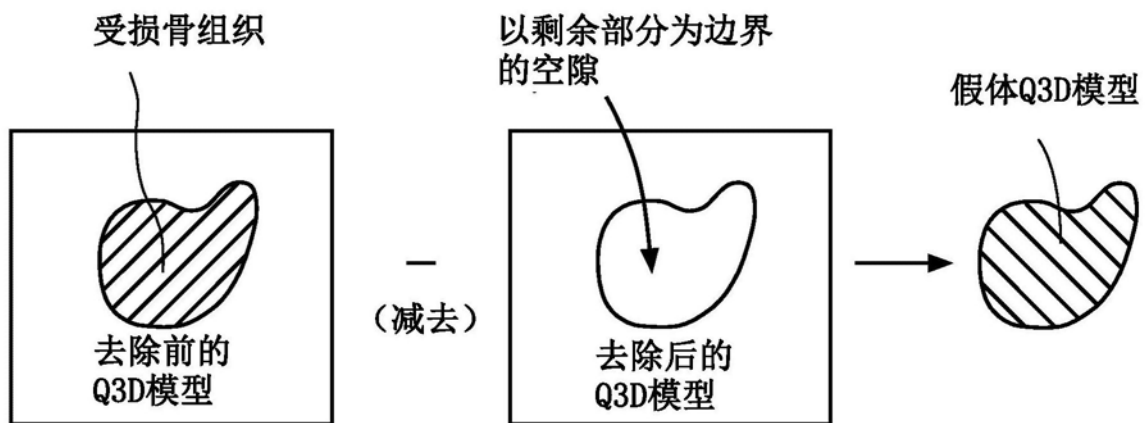 受损骨组织
以剩余部分为边界
的空隙
假体Q3D模型
去除前的
Q3D模型
—
(减去)
去除后的
Q3D模型